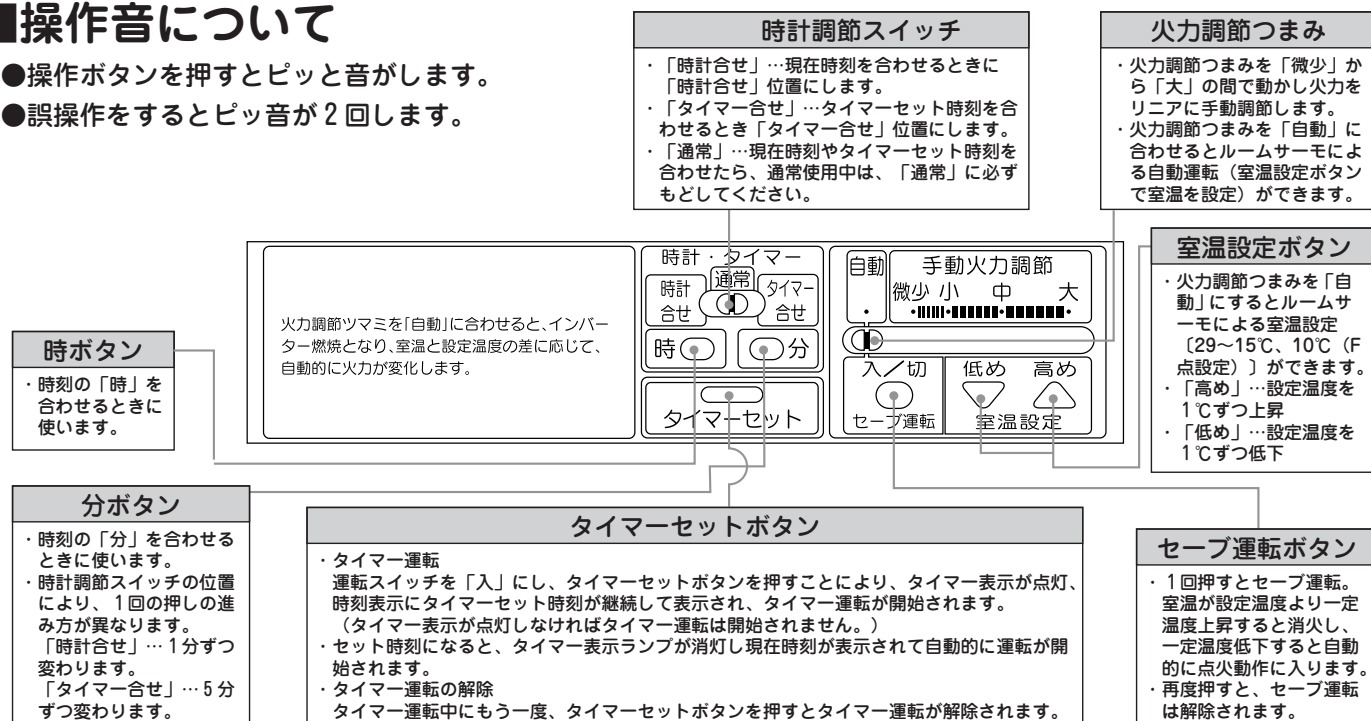 ■操作音について
●操作ボタンを押すとピッと音がします。
●誤操作をするとピッ音が2回します。
時計調節スイッチ
・「時計合せ」…現在時刻を合わせるときに
「時計合せ」位置にします。
・「タイマー合せ」…タイマーセット時刻を合
わせるとき「タイマー合せ」位置にします。
・「通常」…現在時刻やタイマーセット時刻を
合わせたら、通常使用中は、「通常」に必ず
もどしてください。
火力調節つまみ
・火力調節つまみを「微少」か
ら「大」の間で動かし火力を
リニアに手動調節します。
・火力調節つまみを「自動」に
合わせるとルームサーモによ
る自動運転（室温設定ボタン
で室温を設定）ができます。
室温設定ボタン
・火力調節つまみを「自
動」にするとルームサ
ーモによる室温設定
〔29～15℃、10℃（F
点設定）〕ができます。
・「高め」…設定温度を
1℃ずつ上昇
・「低め」…設定温度を
1℃ずつ低下
火力調節ツマミを「自動」に合わせると、インバー
ター燃焼となり、室温と設定温度の差に応じて、
自動的に火力が変化します。
時計・タイマー
時計
合せ
通常
タイマー
合せ
時
分
タイマーセット
自動
手動火力調節
微少 小 中 大
入／切
セーブ運転
低め 高め
室温設定
時ボタン
・時刻の「時」を
合わせるときに
使います。
分ボタン
・時刻の「分」を合わせる
ときに使います。
・時計調節スイッチの位置
により、1回の押しの進
み方が異なります。
「時計合せ」…1分ずつ
変わります。
「タイマー合せ」…5分
ずつ変わります。
タイマーセットボタン
・タイマー運転
運転スイッチを「入」にし、タイマーセットボタンを押すことにより、タイマー表示が点灯、
時刻表示にタイマーセット時刻が継続して表示され、タイマー運転が開始されます。
（タイマー表示が点灯しなければタイマー運転は開始されません。）
・セット時刻になると、タイマー表示ランプが消灯し現在時刻が表示されて自動的に運転が開
始されます。
・タイマー運転の解除
タイマー運転中にもう一度、タイマーセットボタンを押すとタイマー運転が解除されます。
セーブ運転ボタン
・1回押すとセーブ運転。
室温が設定温度より一定
温度上昇すると消火し、
一定温度低下すると自動
的に点火動作に入ります。
・再度押すと、セーブ運転
は解除されます。